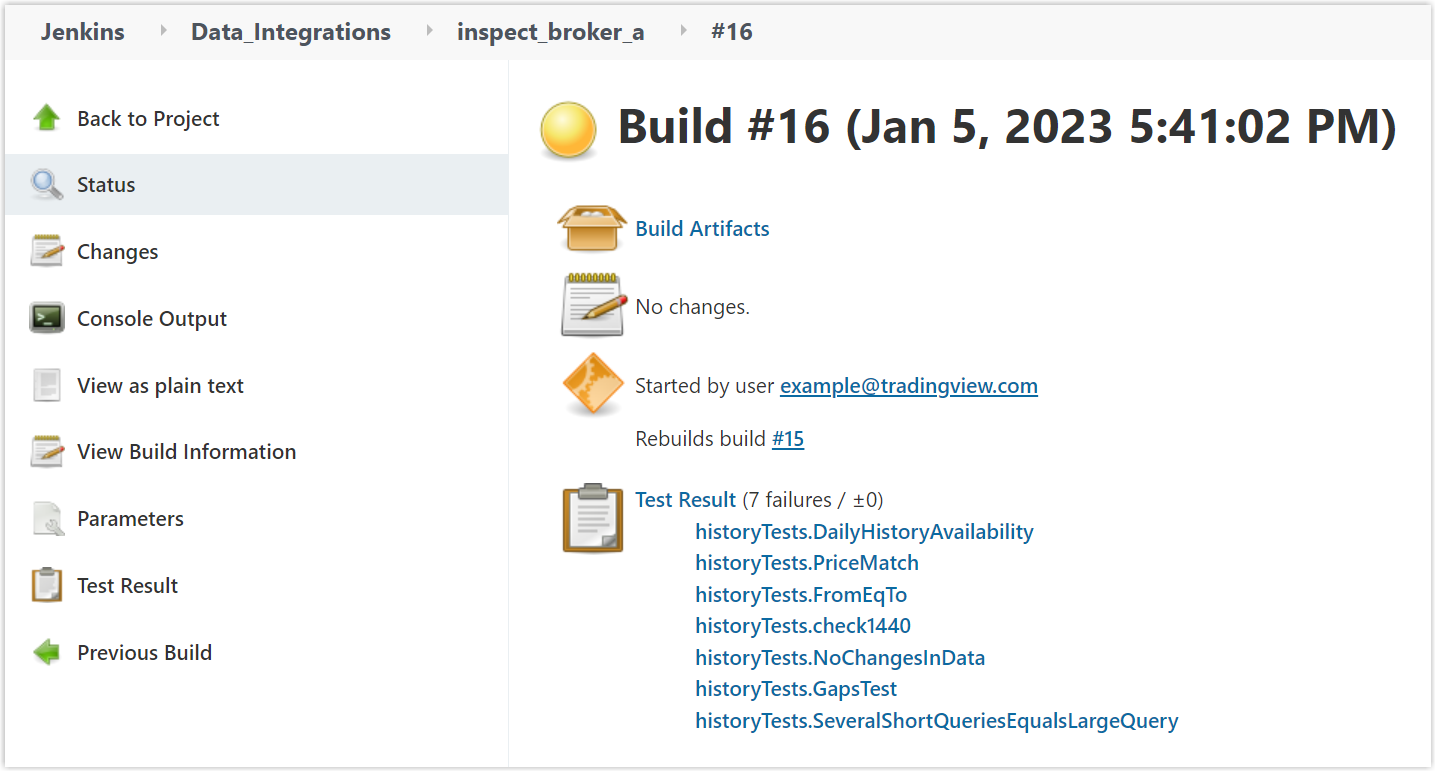 Jenkins Data_Integrations inspect_broker_a #16
Back to Project
Status
Changes
Console Output
View as plain text
View Build Information
Parameters
Test Result
Previous Build
Build #16 (Jan 5, 2023 5:41:02 PM)
Build Artifacts
No changes.
Started by user example@tradingview.com
Rebuilds build #15
Test Result (7 failures / ±0)
historyTests.DailyHistoryAvailability
historyTests.PriceMatch
historyTests.FromEqTo
historyTests.check1440
historyTests.NoChangesInData
historyTests.GapsTest
historyTests.SeveralShortQueriesEqualsLargeQuery